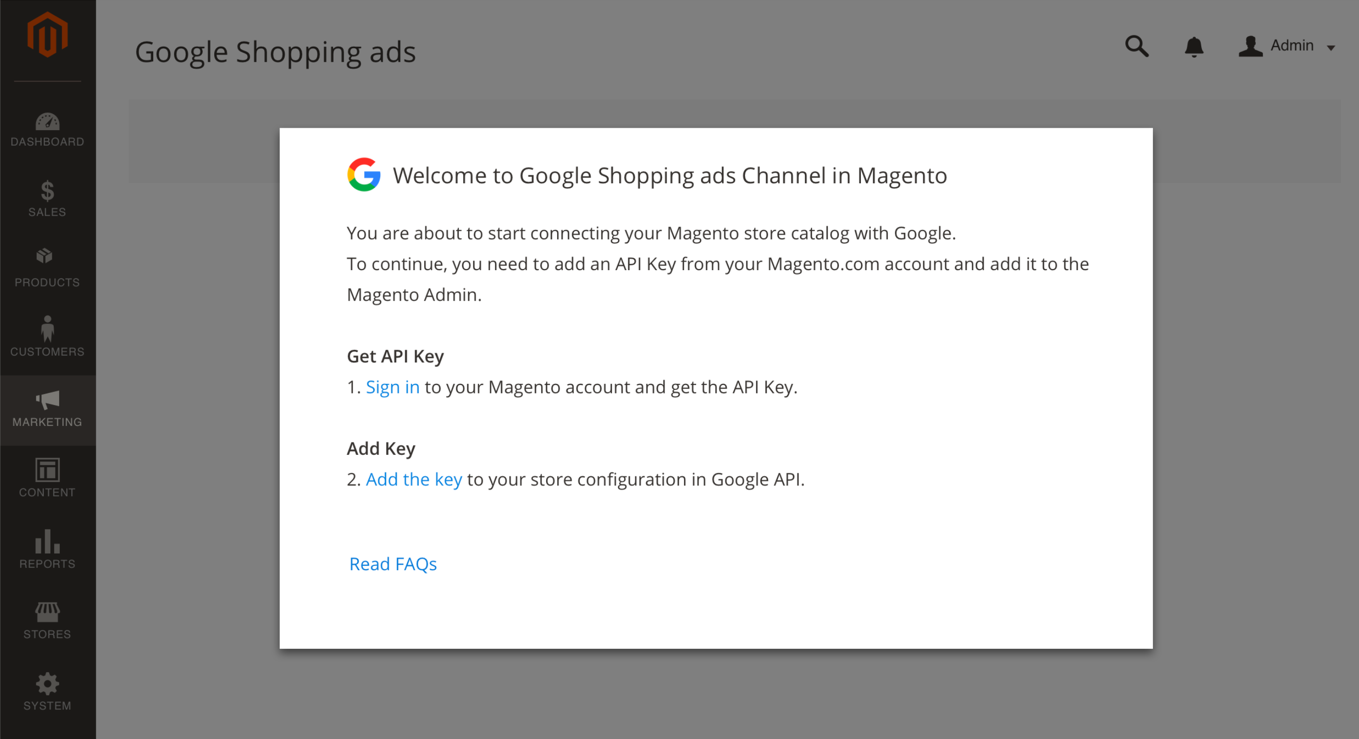 Google Shopping ads
Admin
DASHBOARD
SALES
PRODUCTS
CUSTOMERS
MARKETING
CONTENT
REPORTS
STORES
SYSTEM
Welcome to Google Shopping ads Channel in Magento
You are about to start connecting your Magento store catalog with Google.
To continue, you need to add an API Key from your Magento.com account and add it to the
Magento Admin.
Get API Key
1. Sign in to your Magento account and get the API Key.
Add Key
2. Add the key to your store configuration in Google API.
Read FAQs